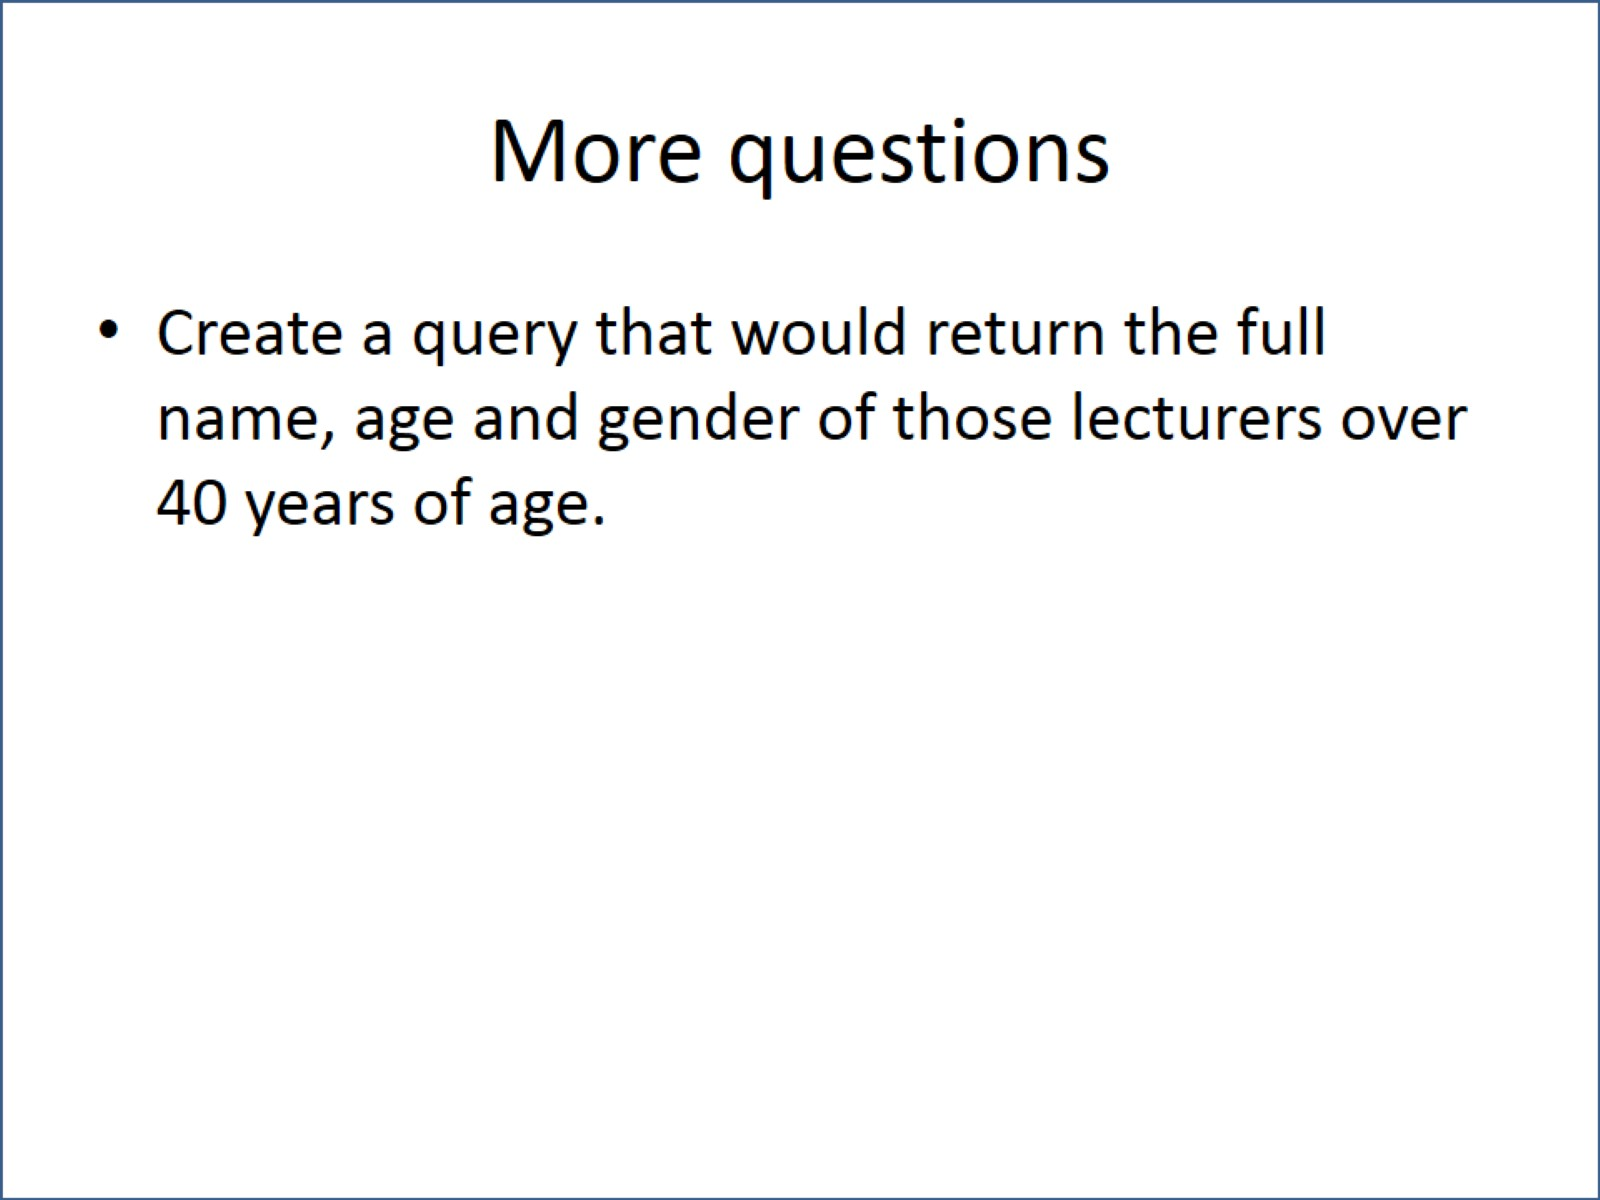 More questions
• Create a query that would return the full
name, age and gender of those lecturers over
40 years of age.